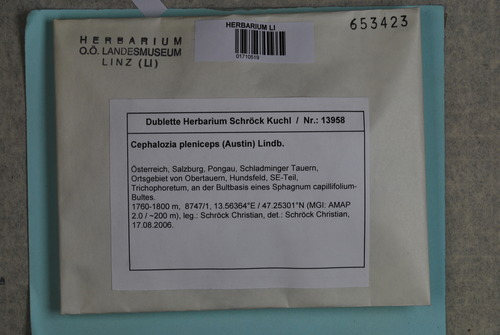 HERBARIUM
O.Ö. LANDESMUSEUM
LINZ (LI)
HERBARIUM LI
01710519
653423
Dublette Herbarium Schröck Kuchl / Nr.: 13958
Cephalozia pleniceps (Austin) Lindb.
Österreich, Salzburg, Pongau, Schladminger Tauern,
Ortsgebiet von Obertauern, Hundsfeld, SE-Teil,
Trichophoretum, an der Bultbasis eines Sphagnum capillifolium-
Bultes.
1760-1800 m, 8747/1, 13.56364°E / 47.25301°N (MGI: AMAP
2.0 / ~200 m), leg.: Schröck Christian, det.: Schröck Christian,
17.08.2006.